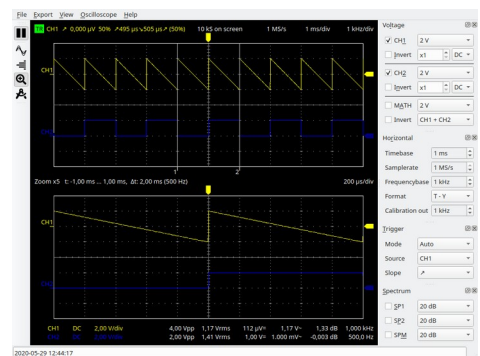 File Export View Oscilloscope Help
TR CH1 ↗ 0,000 µV 50% ↗495 µs↘505 µs↗ (50%) 10 kS on screen 1 MS/s 1 ms/div 1 kHz/div
CH1
CH2
1 2
Zoom x5 t: -1,00 ms ... 1,00 ms, Δt: 2,00 ms (500 Hz) 200 µs/div
CH1
CH2
CH1 DC 2,00 V/div 4,00 Vpp 1,17 Vrms 112 µV= 1,17 V~ 1,33 dB 1,000 kHz
CH2 DC 2,00 V/div 2,00 Vpp 1,41 Vrms 1,00 V= 1.000 mV~ -0,003 dB 500,0 Hz
Voltage
CH1 2 V
Invert x1 DC
CH2 2 V
Invert x1 DC
MATH 2 V
Invert CH1 + CH2
Horizontal
Timebase 1 ms
Samplerate 1 MS/s
Frequencybase 1 kHz
Format T - Y
Calibration out 1 kHz
Trigger
Mode Auto
Source CH1
Slope ↗
Spectrum
SP1 20 dB
SP2 20 dB
SPM 20 dB
2020-05-29 12:44:17